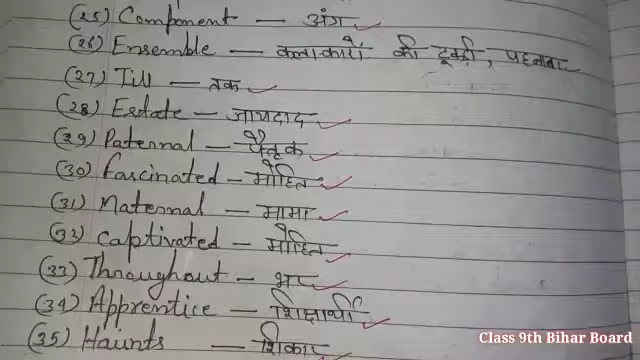 (25) Component — अंग
(26) Ensemble — कलाकारों की टूकड़ी, पहनावा
(27) Till — तक
(28) Estate — जायदाद
(29) Paternal — पैतृक
(30) Fascinated — मोहित
(31) Maternal — मामा
(32) Captivated — मोहित
(33) Throughout — भर
(34) Apprentice — शिक्षार्थी
(35) Haunts — शिकार
Class 9th Bihar Board